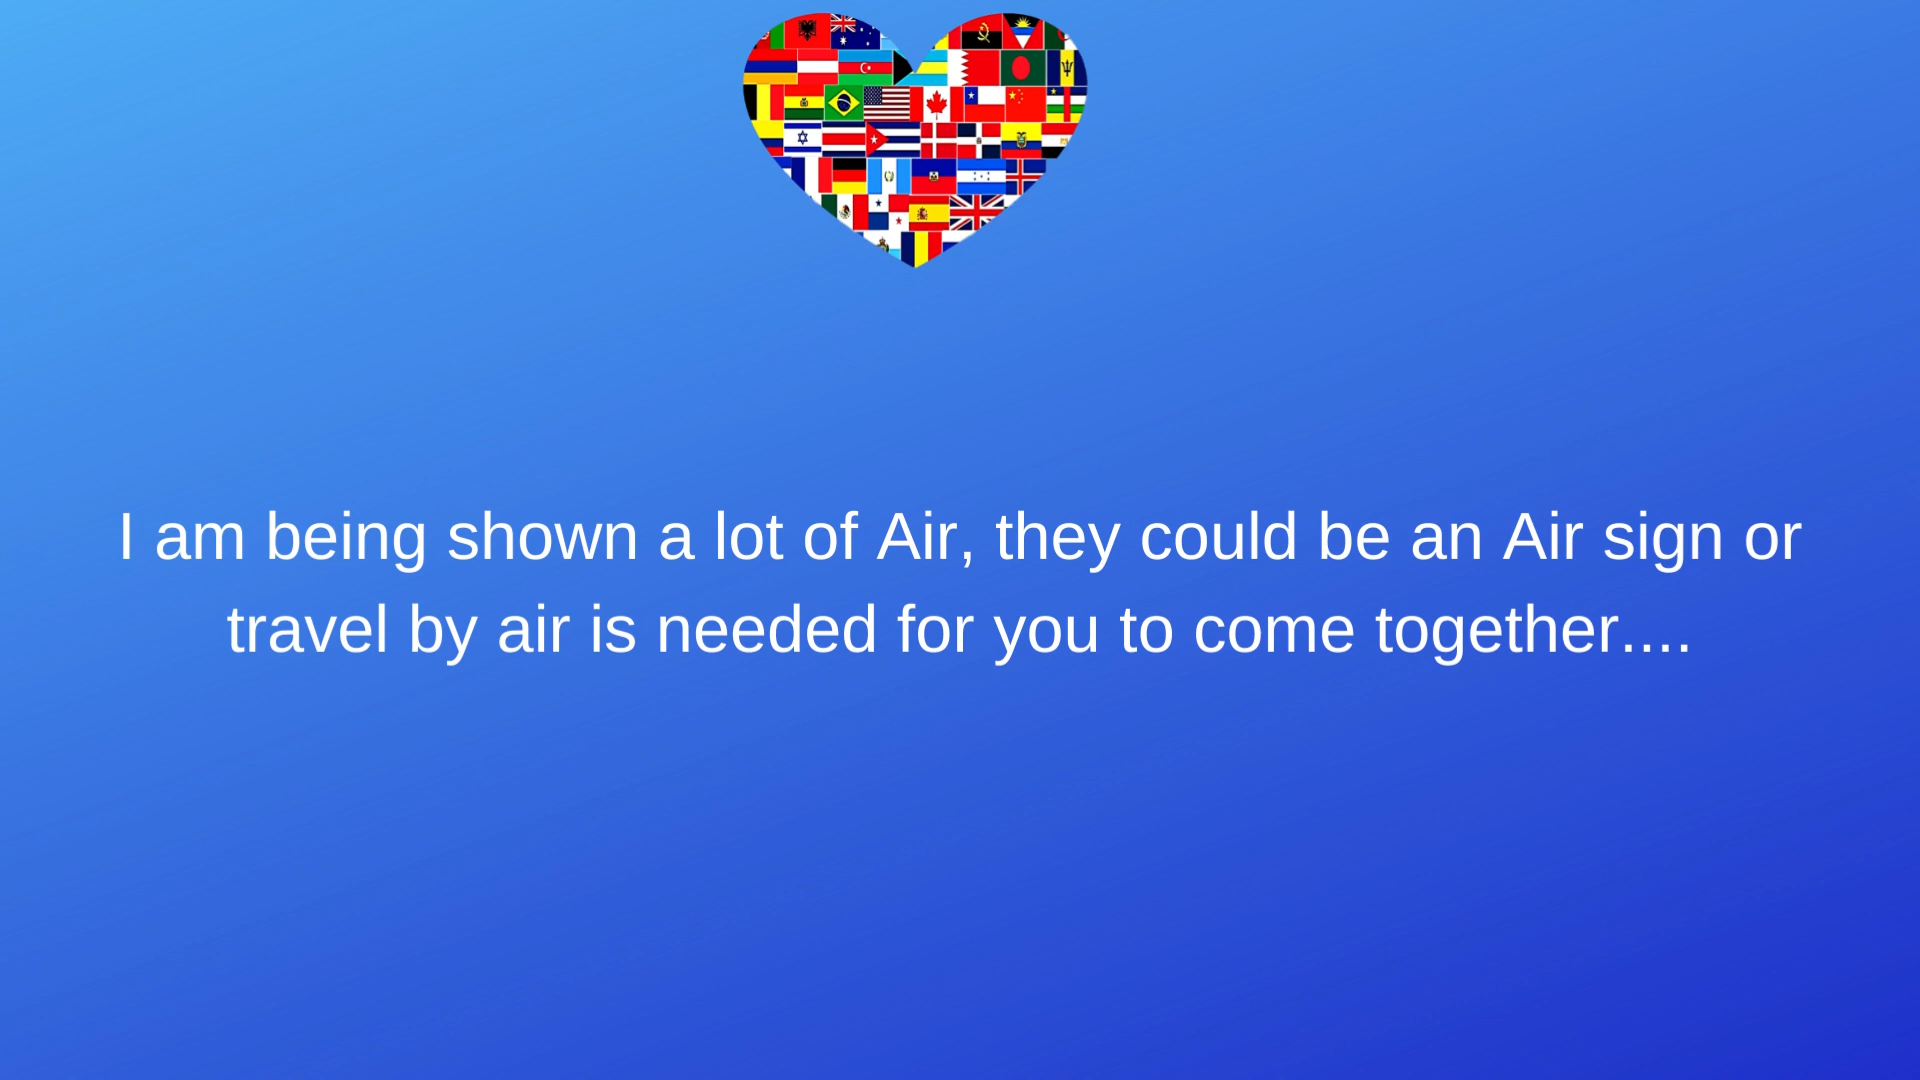 I am being shown a lot of Air, they could be an Air sign or
travel by air is needed for you to come together....